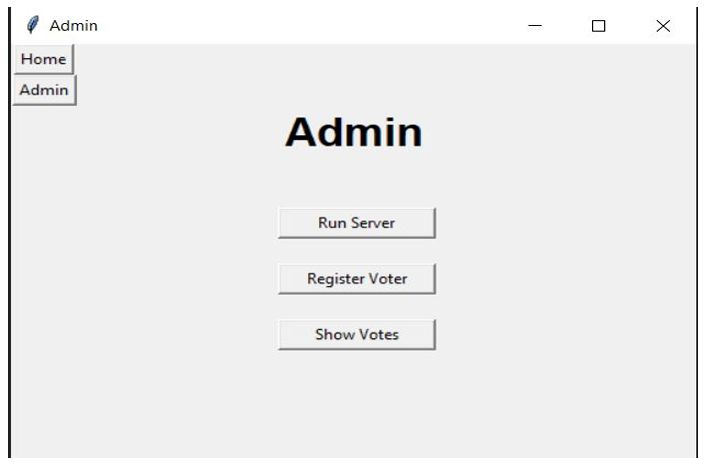 Admin
Home
Admin
Admin
Run Server
Register Voter
Show Votes